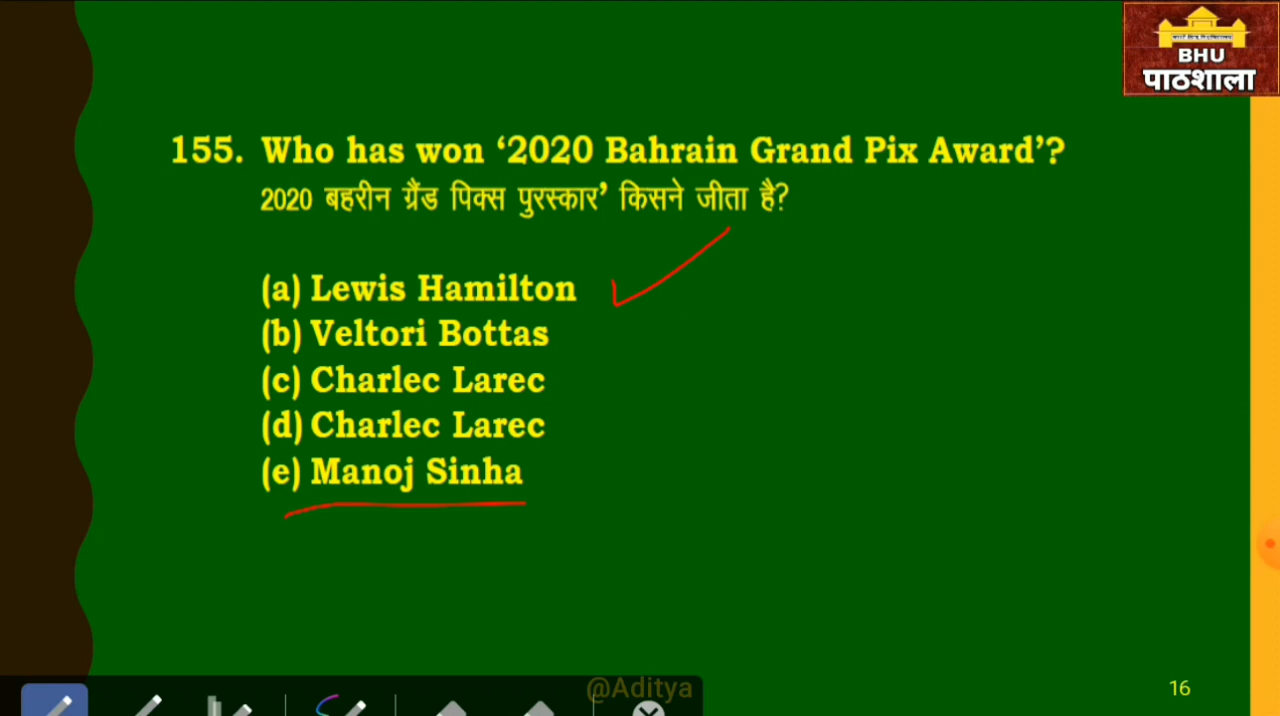 BHU
पाठशाला
155. Who has won ‘2020 Bahrain Grand Pix Award’?
2020 बहरीन ग्रैंड पिक्स पुरस्कार’ किसने जीता है?
(a) Lewis Hamilton
(b) Veltori Bottas
(c) Charlec Larec
(d) Charlec Larec
(e) Manoj Sinha
@Aditya
16